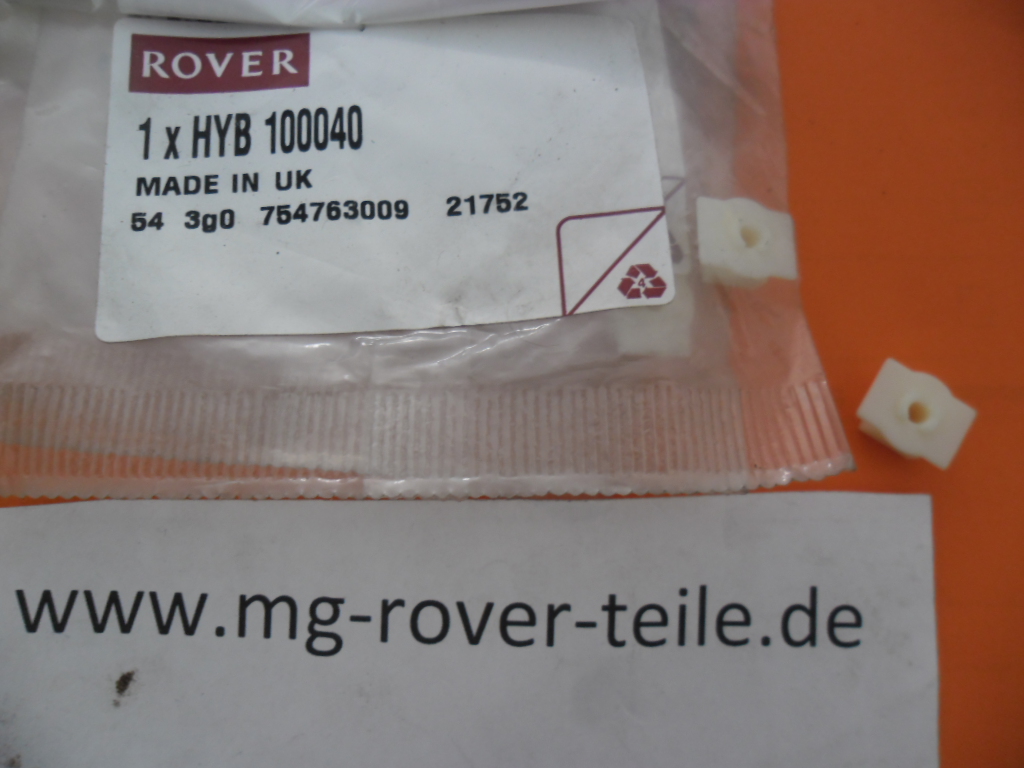 ROVER
1 x HYB 100040
MADE IN UK
54 3g0 754763009 21752
4
www.mg-rover-teile.de